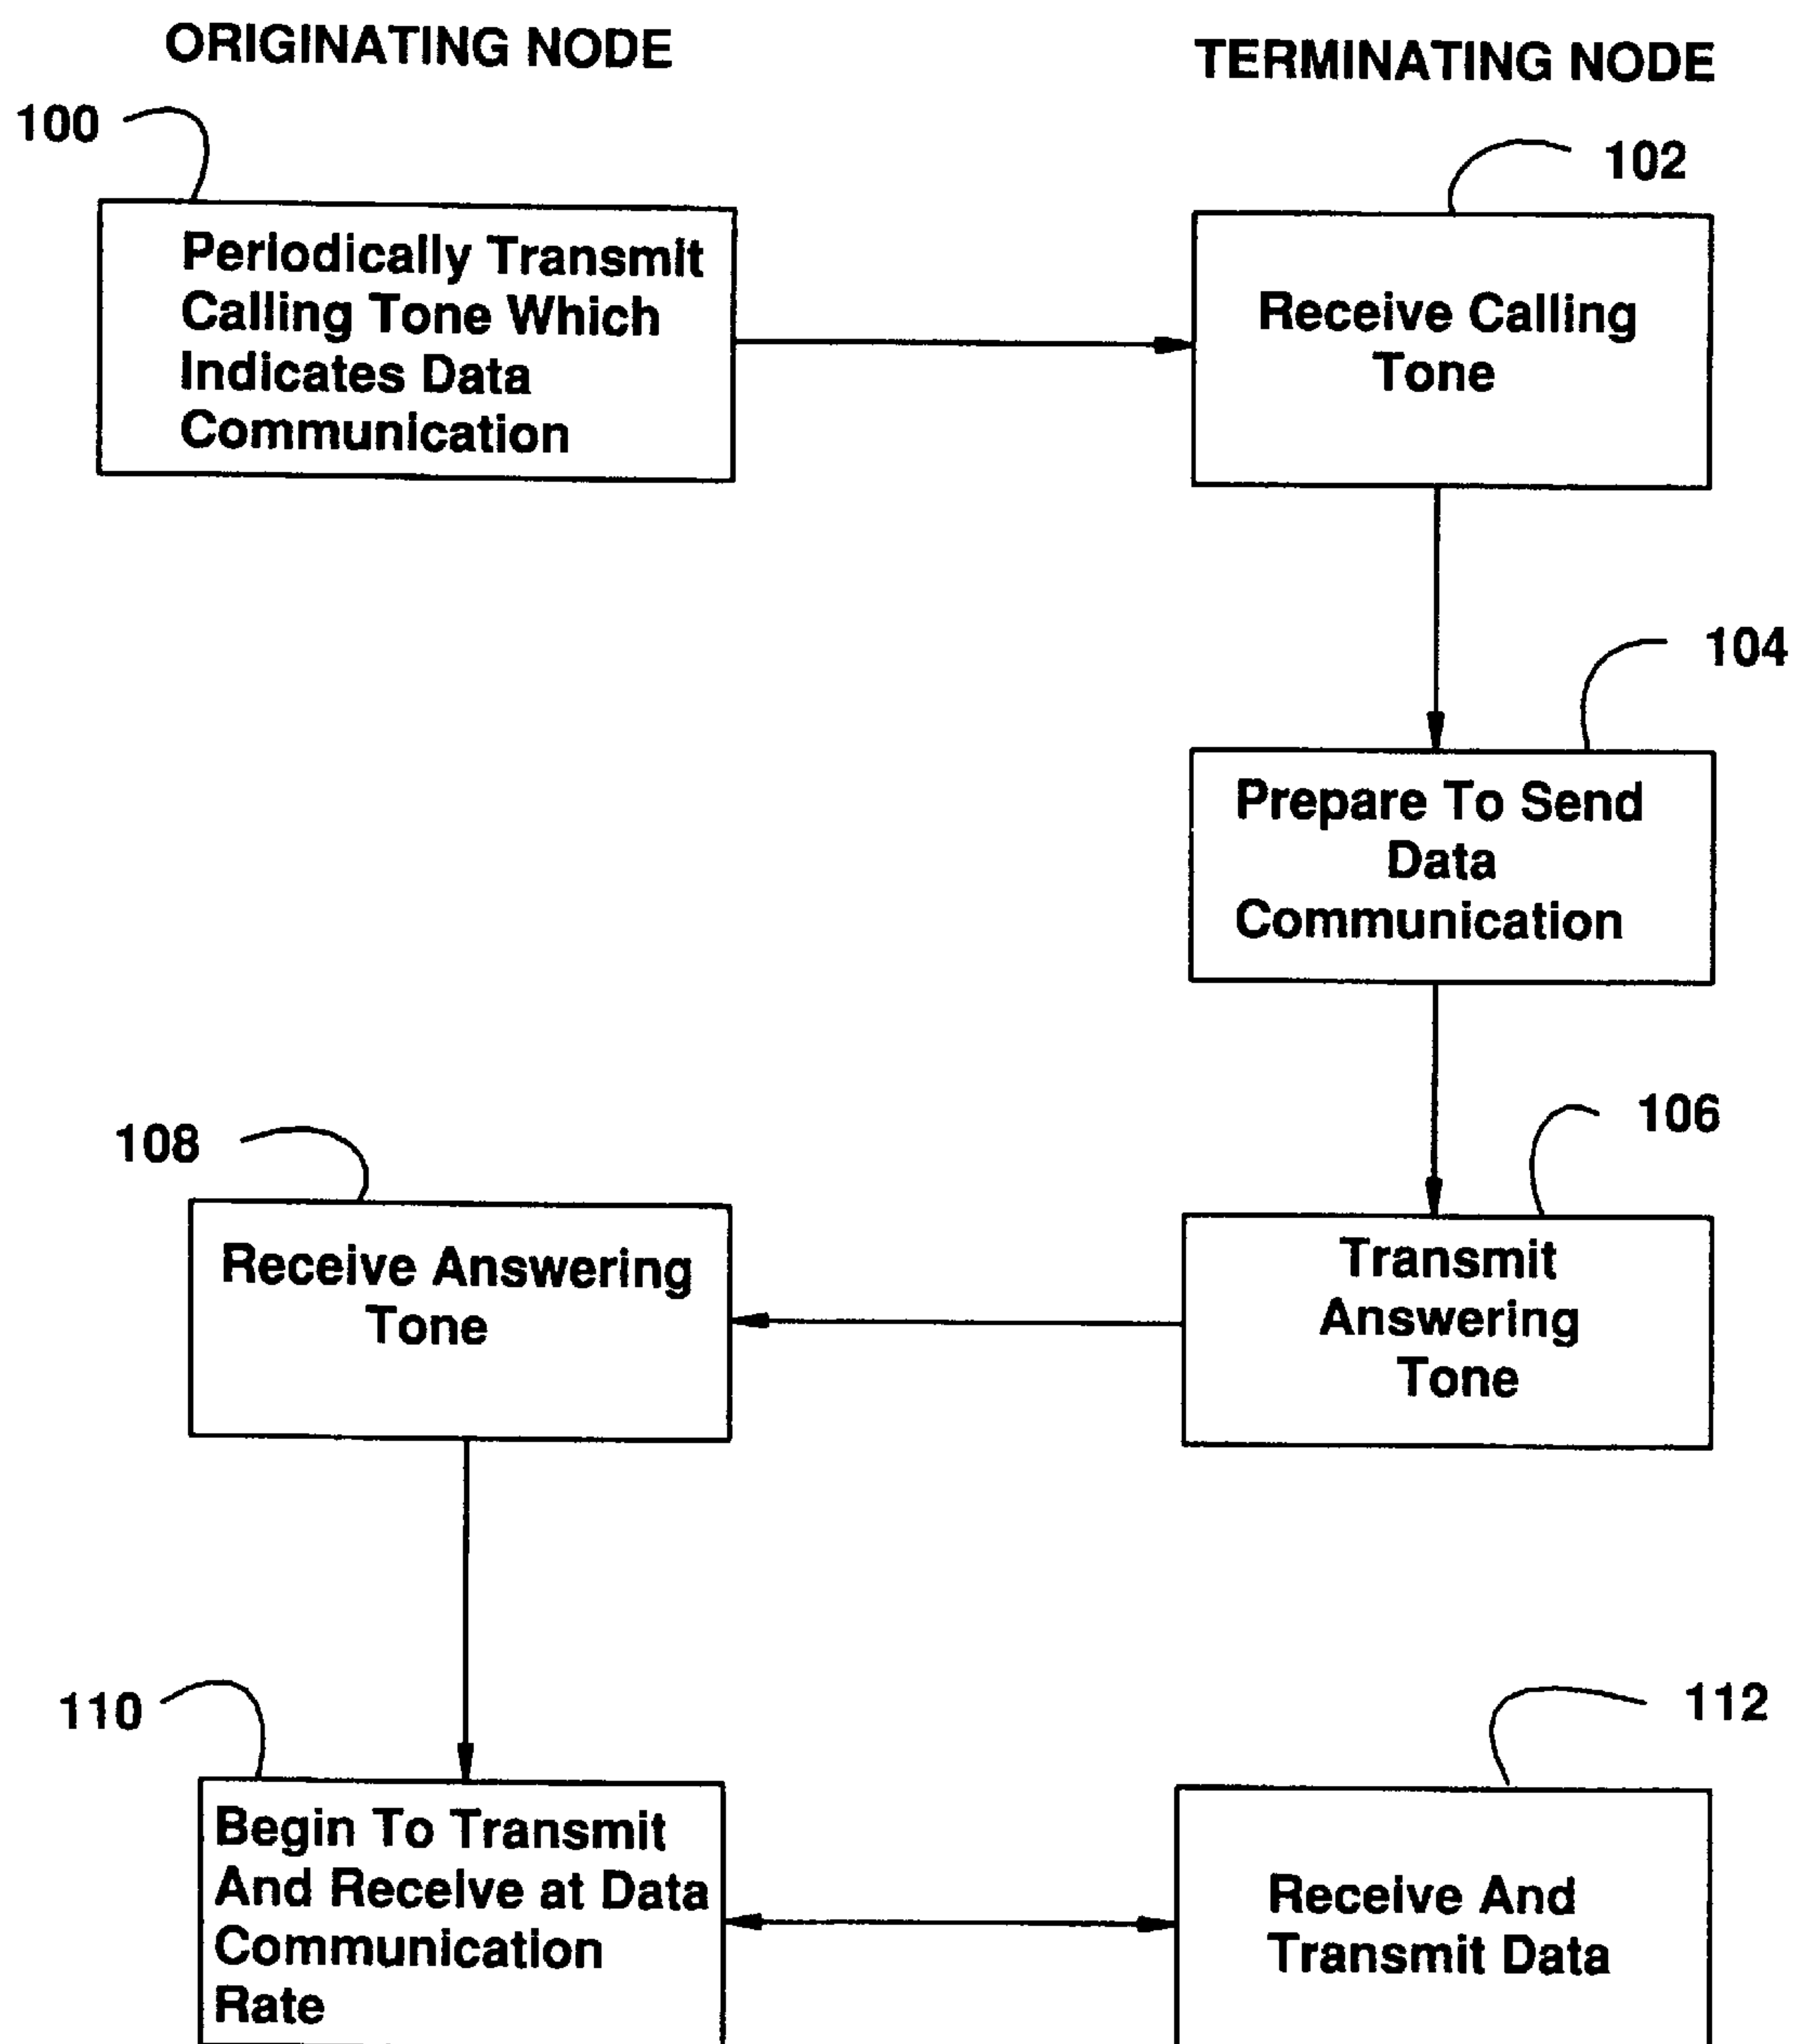 ORIGINATING NODE
TERMINATING NODE
100
102
Periodically Transmit
Calling Tone Which
Indicates Data
Communication
Receive Calling
Tone
104
Prepare To Send
Data
Communication
106
108
Transmit
Answering
Tone
Receive Answering
Tone
110
112
Begin To Transmit
And Receive at Data
Communication
Rate
Receive And
Transmit Data